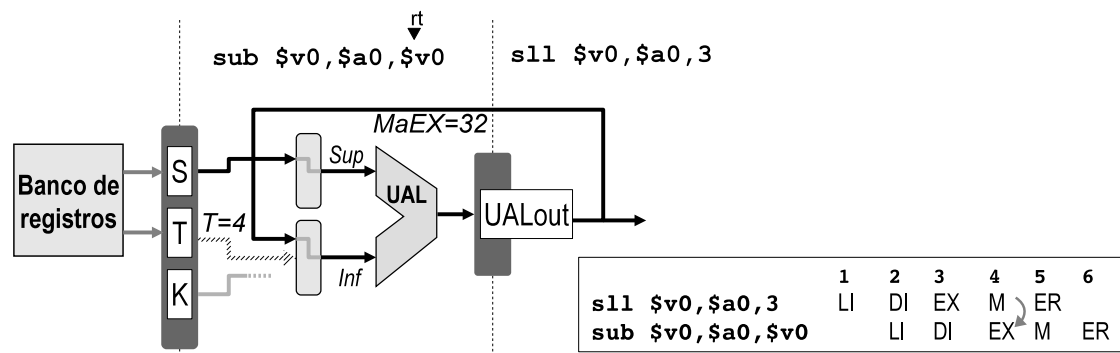 rt
sub $v0,$a0,$v0
sll $v0,$a0,3
MaEX=32
Banco de
registros
S
T
K
T=4
Sup
Inf
UAL
UALout
1 2 3 4 5 6
sll $v0,$a0,3 LI DI EX M ER
sub $v0,$a0,$v0 LI DI EX M ER